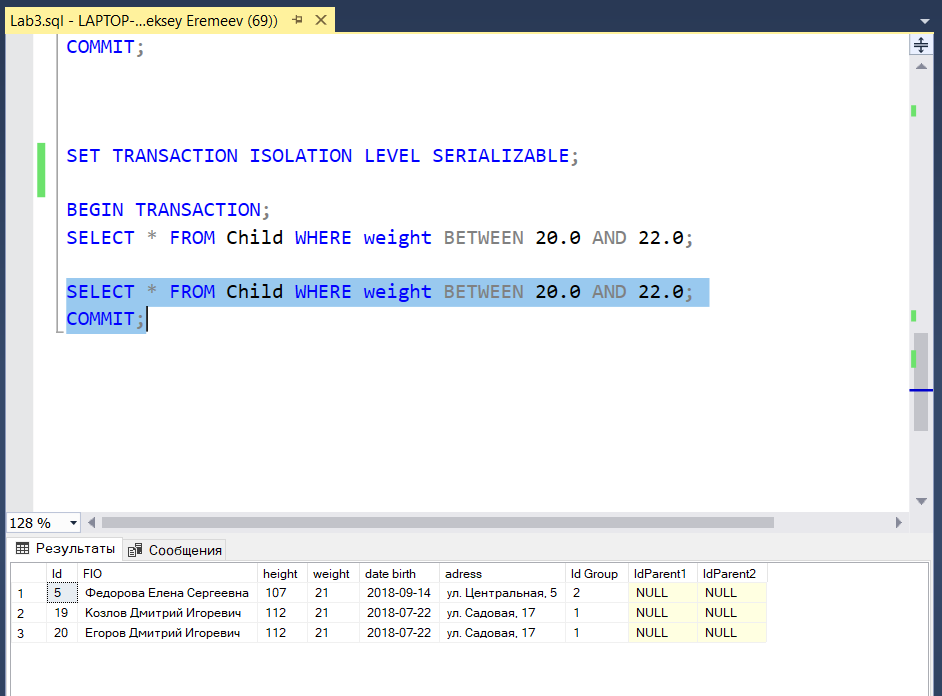 Lab3.sql - LAPTOP-...eksey Eremeev (69))
COMMIT;
SET TRANSACTION ISOLATION LEVEL SERIALIZABLE;
BEGIN TRANSACTION;
SELECT * FROM Child WHERE weight BETWEEN 20.0 AND 22.0;
SELECT * FROM Child WHERE weight BETWEEN 20.0 AND 22.0;
COMMIT;
128 %
Результаты Сообщения
Id FIO height weight date birth adress Id Group IdParent1 IdParent2
1 5 Федорова Елена Сергеевна 107 21 2018-09-14 ул. Центральная, 5 2 NULL NULL
2 19 Козлов Дмитрий Игоревич 112 21 2018-07-22 ул. Садовая, 17 1 NULL NULL
3 20 Егоров Дмитрий Игоревич 112 21 2018-07-22 ул. Садовая, 17 1 NULL NULL